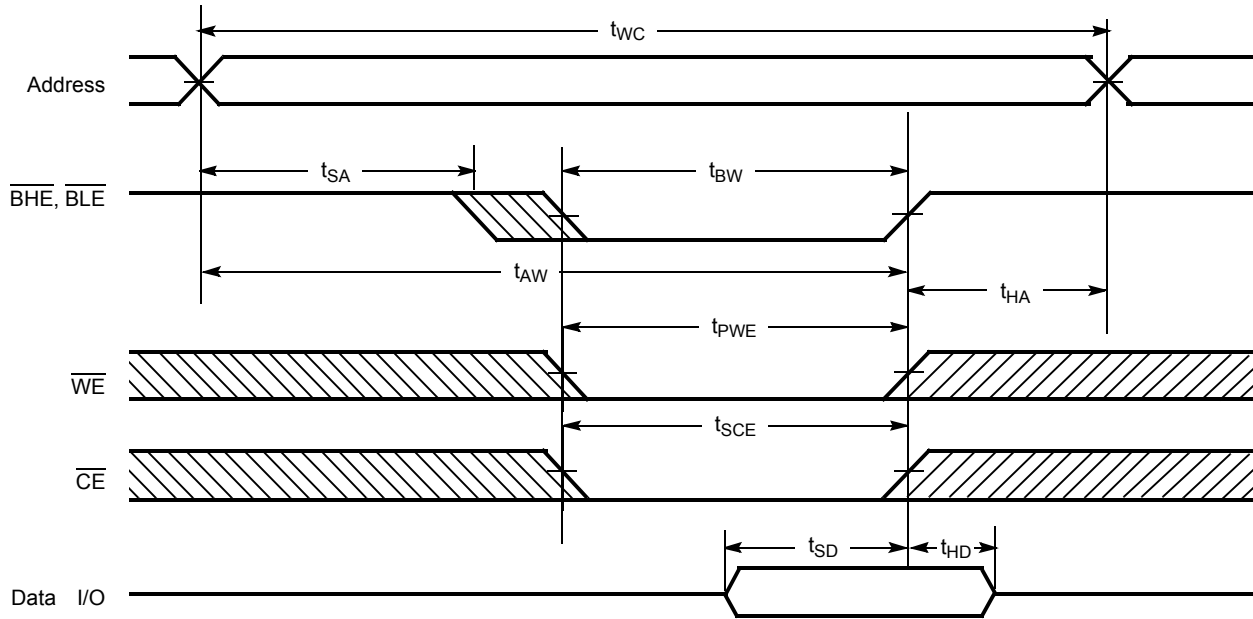 tWC
Address
tSA
tBW
BHE, BLE
tAW
tHA
tPWE
WE
tSCE
CE
tSD
tHD
Data I/O